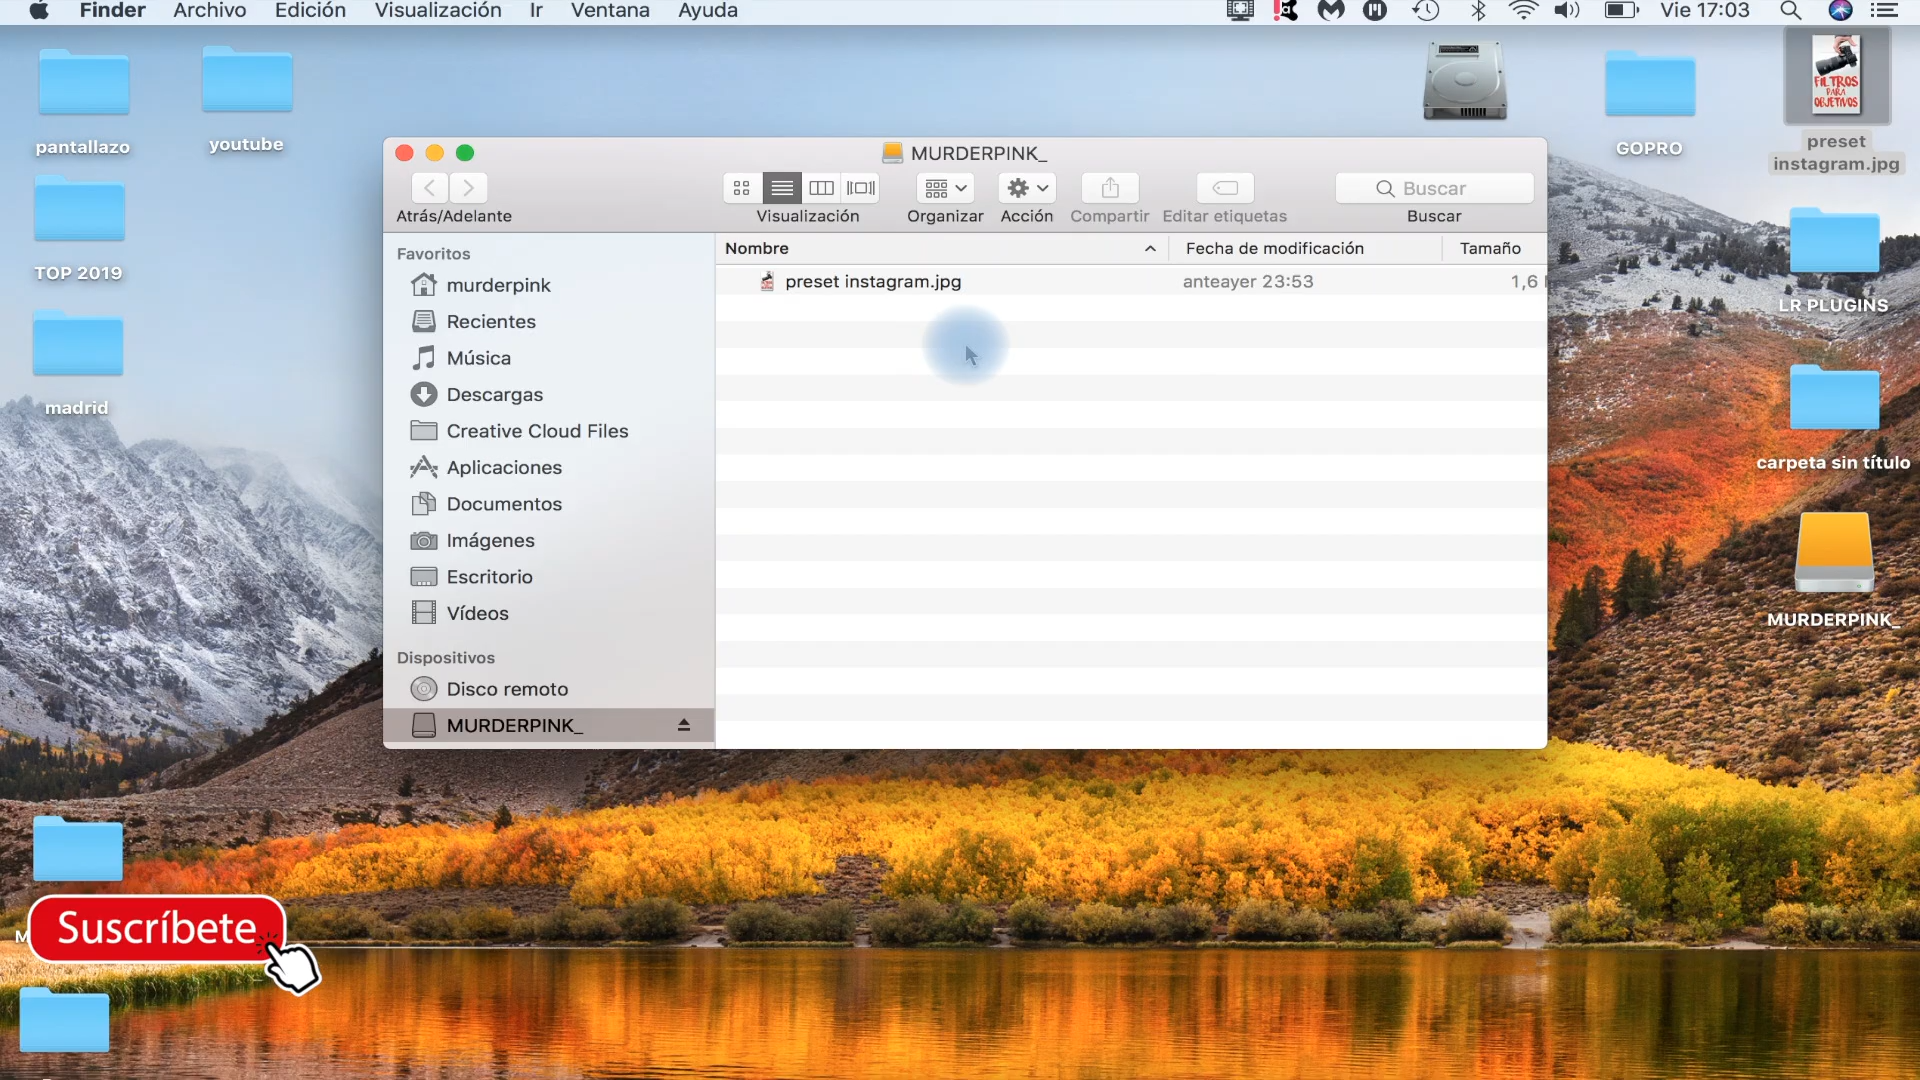 Finder Archivo Edición Visualización Ir Ventana Ayuda Vie 17:03
pantallazo
youtube
TOP 2019
madrid
GOPRO
FILTROS
PARA
OBJETIVOS
preset
instagram.jpg
LR PLUGINS
carpeta sin título
MURDERPINK_
MURDERPINK_
Atrás/Adelante Visualización Organizar Acción Compartir Editar etiquetas
Buscar
Buscar
Favoritos
murderpink
Recientes
Música
Descargas
Creative Cloud Files
Aplicaciones
Documentos
Imágenes
Escritorio
Vídeos
Dispositivos
Disco remoto
MURDERPINK_
Nombre Fecha de modificación Tamaño
preset instagram.jpg anteayer 23:53 1,6
M
Suscríbete